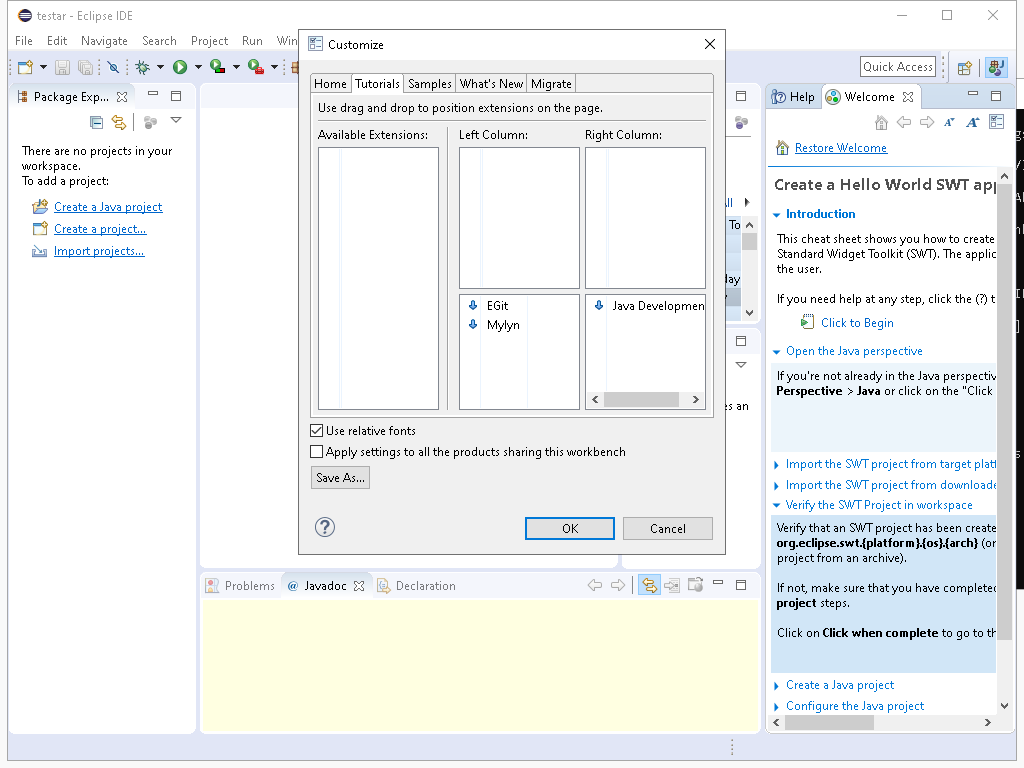 testar - Eclipse IDE
File Edit Navigate Search Project Run Win
Quick Access
Package Exp...
There are no projects in your
workspace.
To add a project:
Create a Java project
Create a project...
Import projects...
Customize
Home Tutorials Samples What's New Migrate
Use drag and drop to position extensions on the page.
Available Extensions: Left Column: Right Column:
EGit
Mylyn
Java Developmen
Use relative fonts
Apply settings to all the products sharing this workbench
Save As...
OK Cancel
To
day
es an
Problems Javadoc Declaration
Help Welcome
Restore Welcome
Create a Hello World SWT app
Introduction
This cheat sheet shows you how to create
Standard Widget Toolkit (SWT). The applic
the user.
If you need help at any step, click the (?) t
Click to Begin
Open the Java perspective
If you're not already in the Java perspectiv
Perspective > Java or click on the "Click
Import the SWT project from target platf
Import the SWT project from downloade
Verify the SWT Project in workspace
Verify that an SWT project has been create
org.eclipse.swt.{platform}.{os}.{arch} (or
project from an archive).
If not, make sure that you have completed
project steps.
Click on Click when complete to go to th
Create a Java project
Configure the Java project